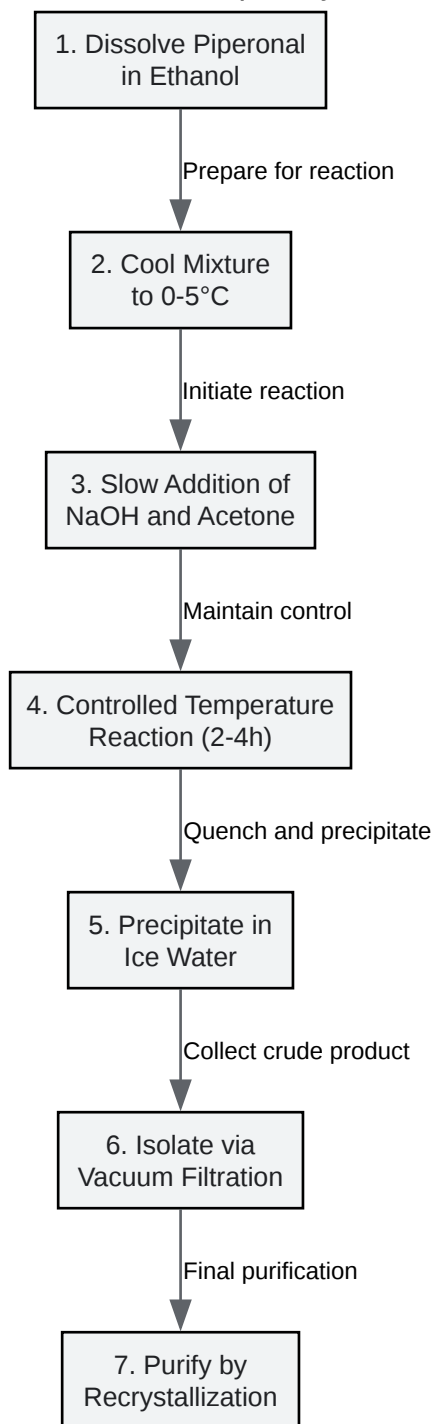 1. Dissolve Piperonal
in Ethanol
Prepare for reaction
2. Cool Mixture
to 0-5°C
Initiate reaction
3. Slow Addition of
NaOH and Acetone
Maintain control
4. Controlled Temperature
Reaction (2-4h)
Quench and precipitate
5. Precipitate in
Ice Water
Collect crude product
6. Isolate via
Vacuum Filtration
Final purification
7. Purify by
Recrystallization